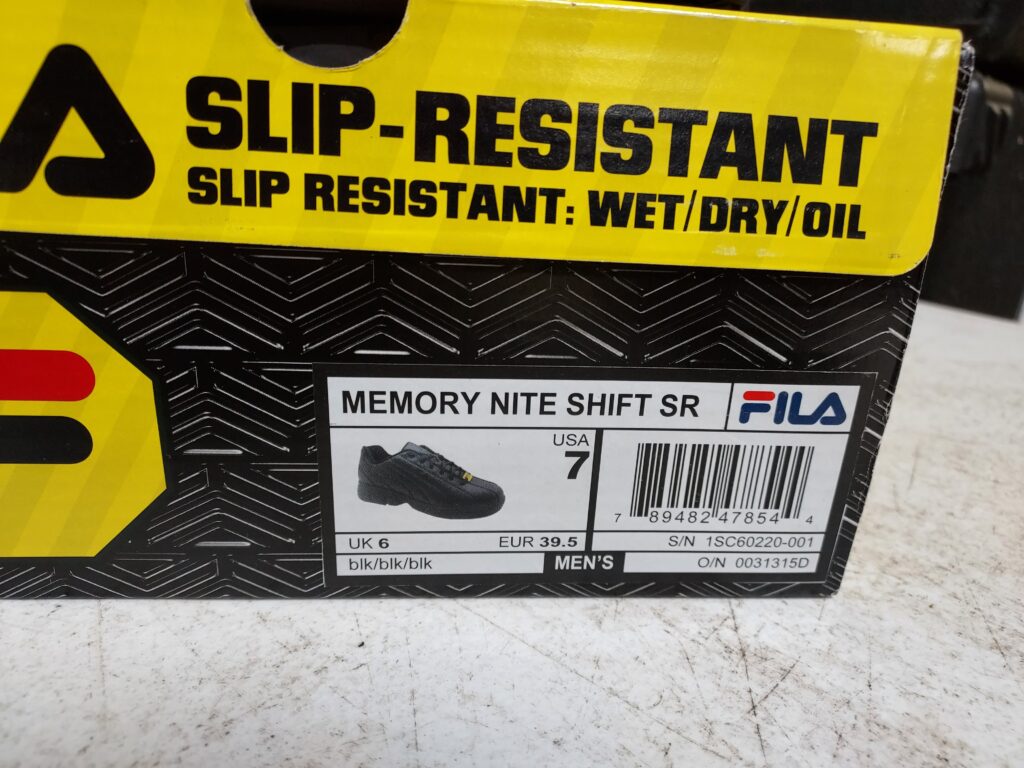 A
SLIP-RESISTANT
SLIP RESISTANT: WET/DRY/OIL
F
MEMORY NITE SHIFT SR
FILA
USA
7
7 89482 47854 4
UK 6
EUR 39.5
S/N 1SC60220-001
blk/blk/blk
MEN'S
O/N 0031315D